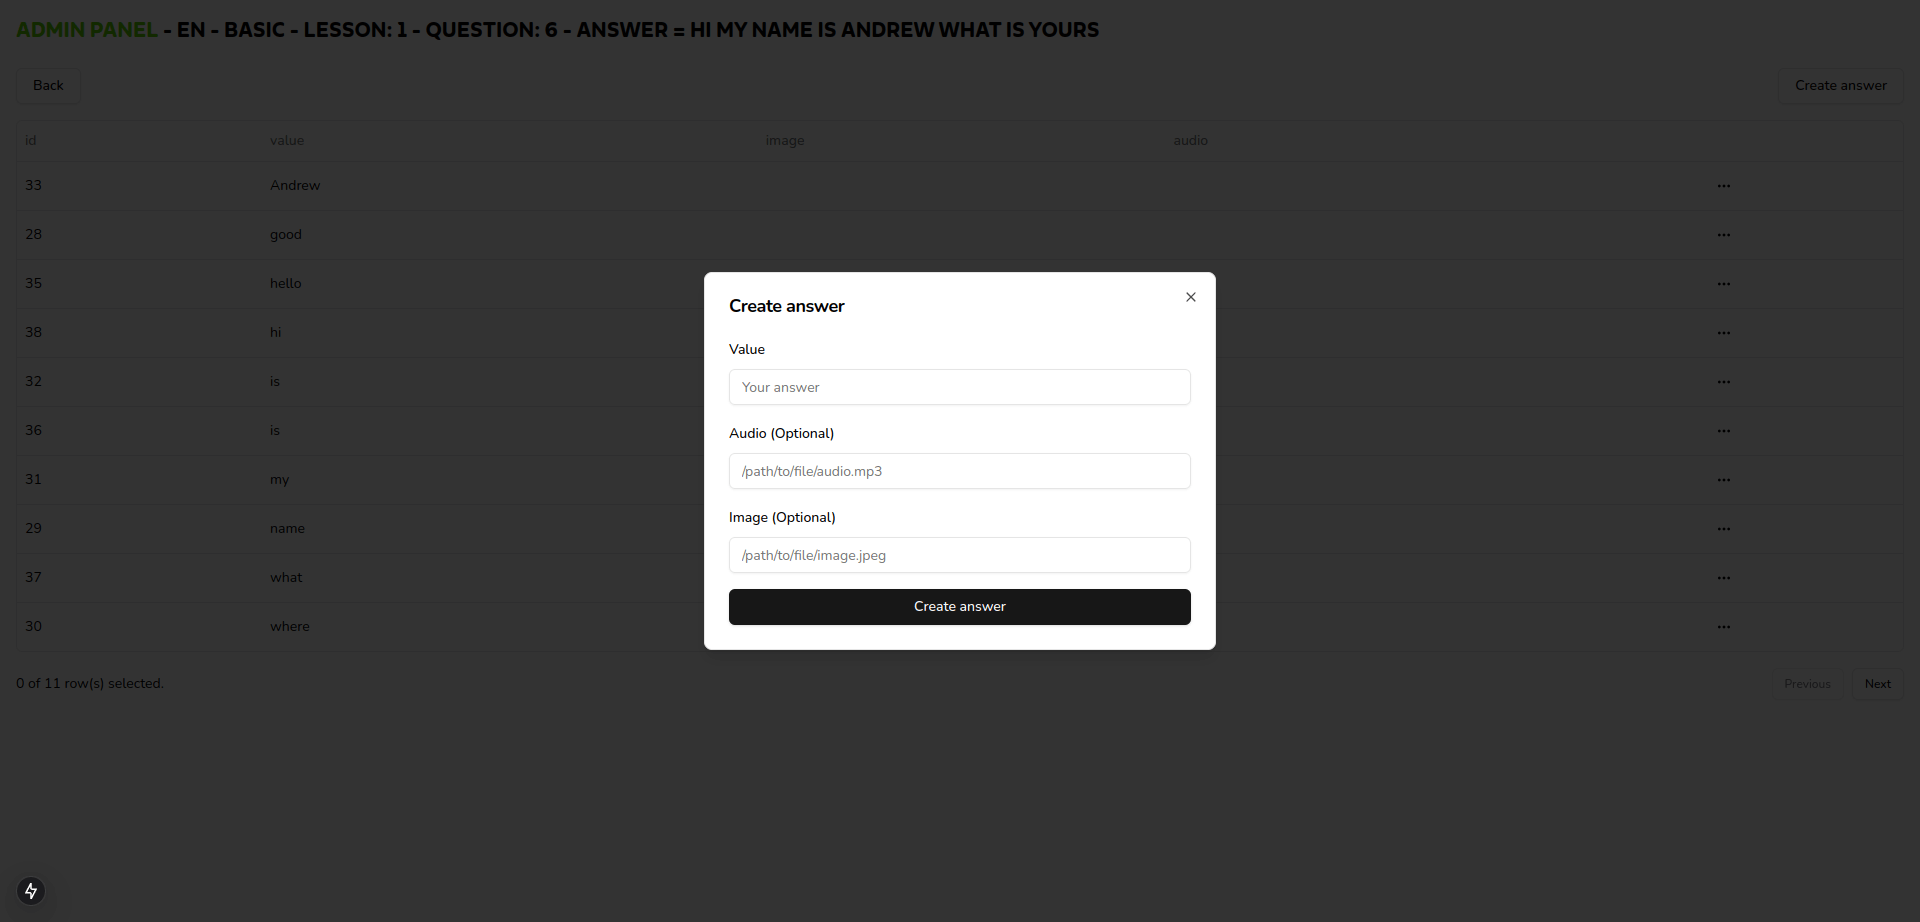 ADMIN PANEL - EN - BASIC - LESSON: 1 - QUESTION: 6 - ANSWER = HI MY NAME IS ANDREW WHAT IS YOURS
Back
Create answer
id value image audio
33 Andrew
28 good
35 hello
38 hi
32 is
36 is
31 my
29 name
37 what
30 where
0 of 11 row(s) selected.
Previous Next
Create answer
Value
Your answer
Audio (Optional)
/path/to/file/audio.mp3
Image (Optional)
/path/to/file/image.jpeg
Create answer